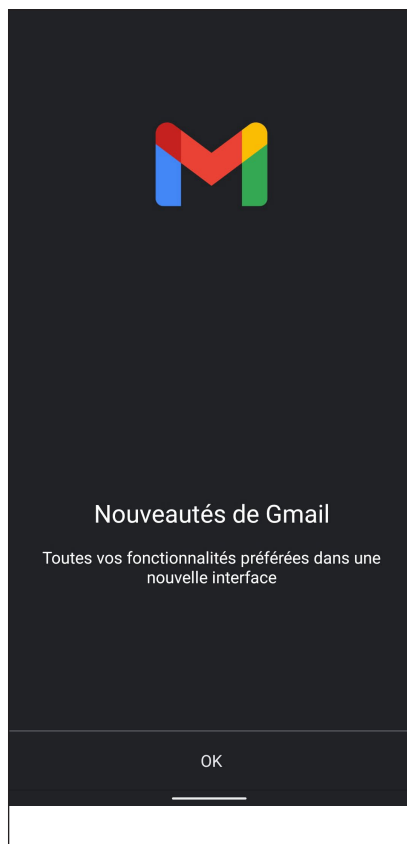 Nouveautés de Gmail
Toutes vos fonctionnalités préférées dans une
nouvelle interface
OK